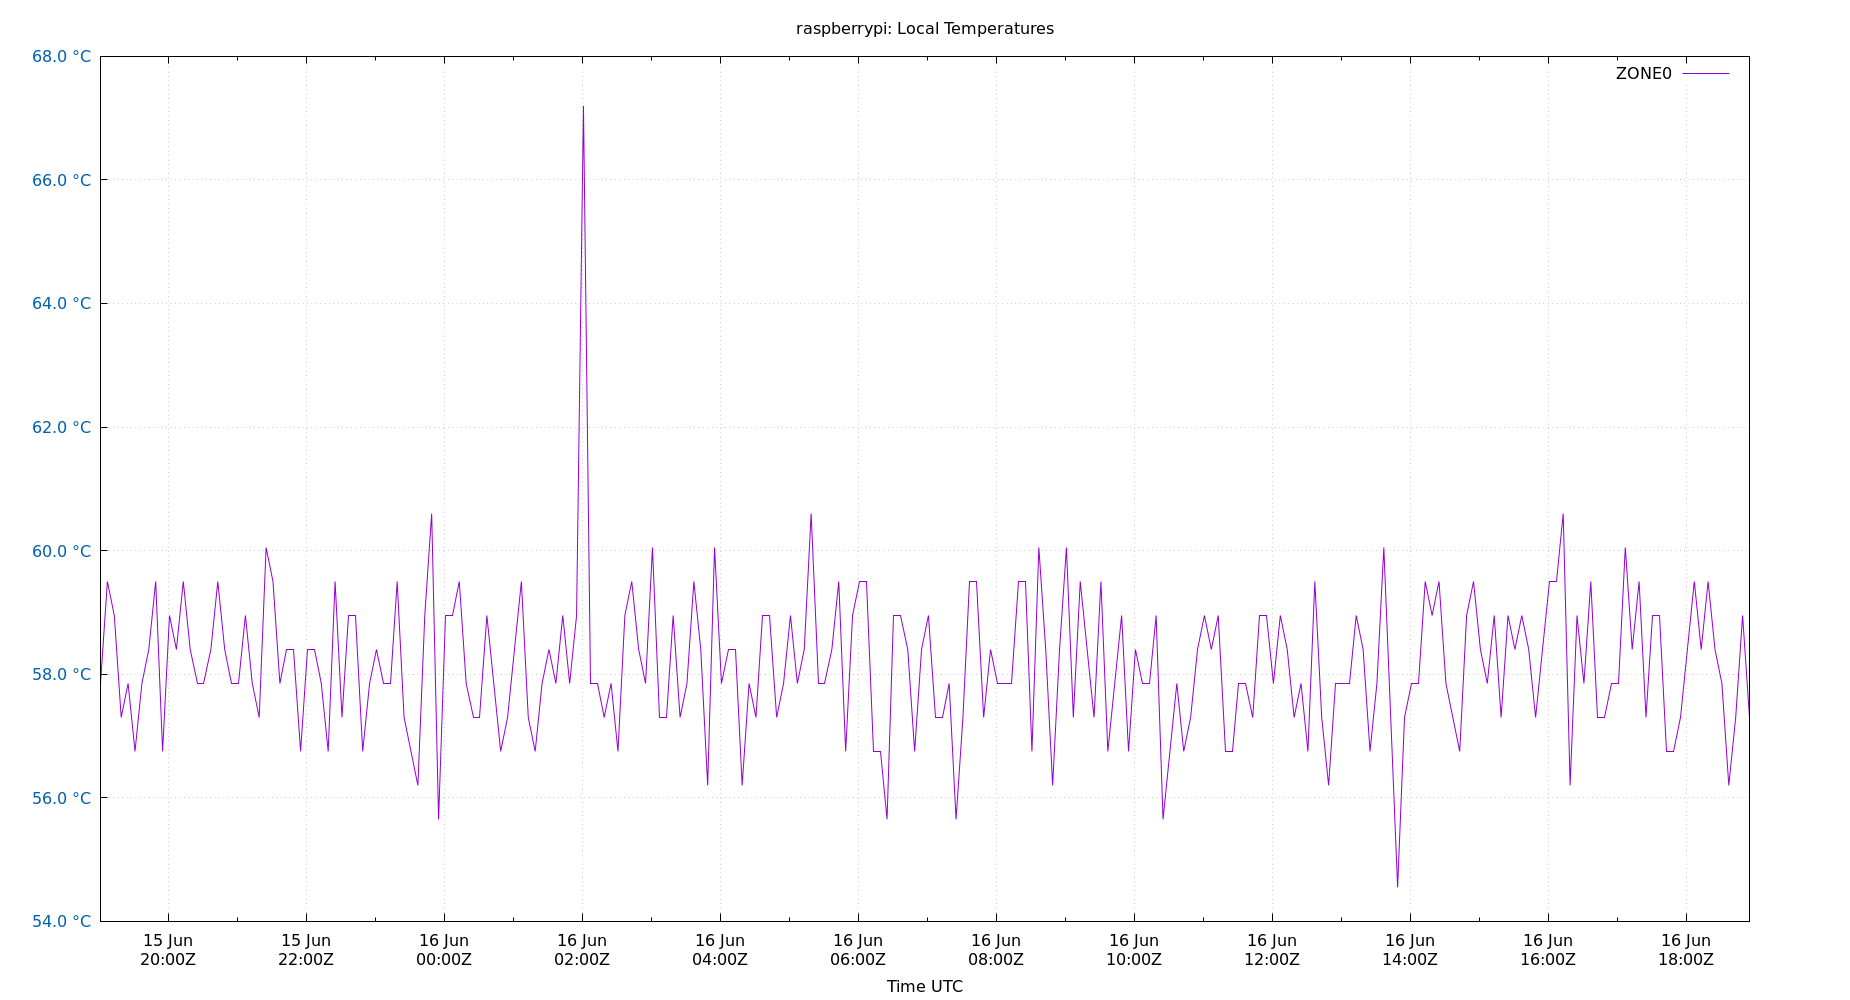 raspberrypi: Local Temperatures
68.0 °C
ZONE0
66.0 °C
64.0 °C
62.0 °C
60.0 °C
58.0 °C
56.0 °C
54.0 °C
15 Jun 15 Jun 16 Jun 16 Jun 16 Jun 16 Jun 16 Jun 16 Jun 16 Jun 16 Jun 16 Jun 16 Jun
20:00Z 22:00Z 00:00Z 02:00Z 04:00Z 06:00Z 08:00Z 10:00Z 12:00Z 14:00Z 16:00Z 18:00Z
Time UTC